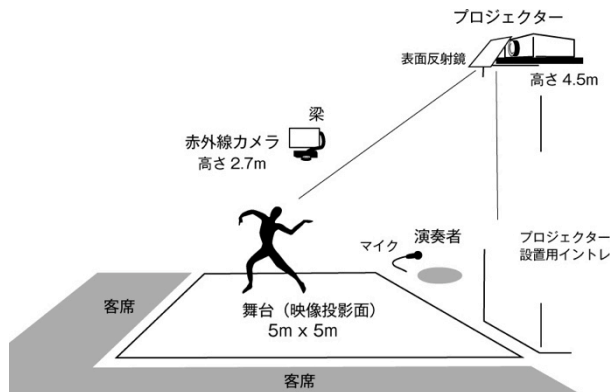 プロジェクター
表面反射鏡
高さ 4.5m
梁
赤外線カメラ
高さ 2.7m
マイク
演奏者
プロジェクター
設置用イントレ
客席
舞台（映像投影面）
5m x 5m
客席